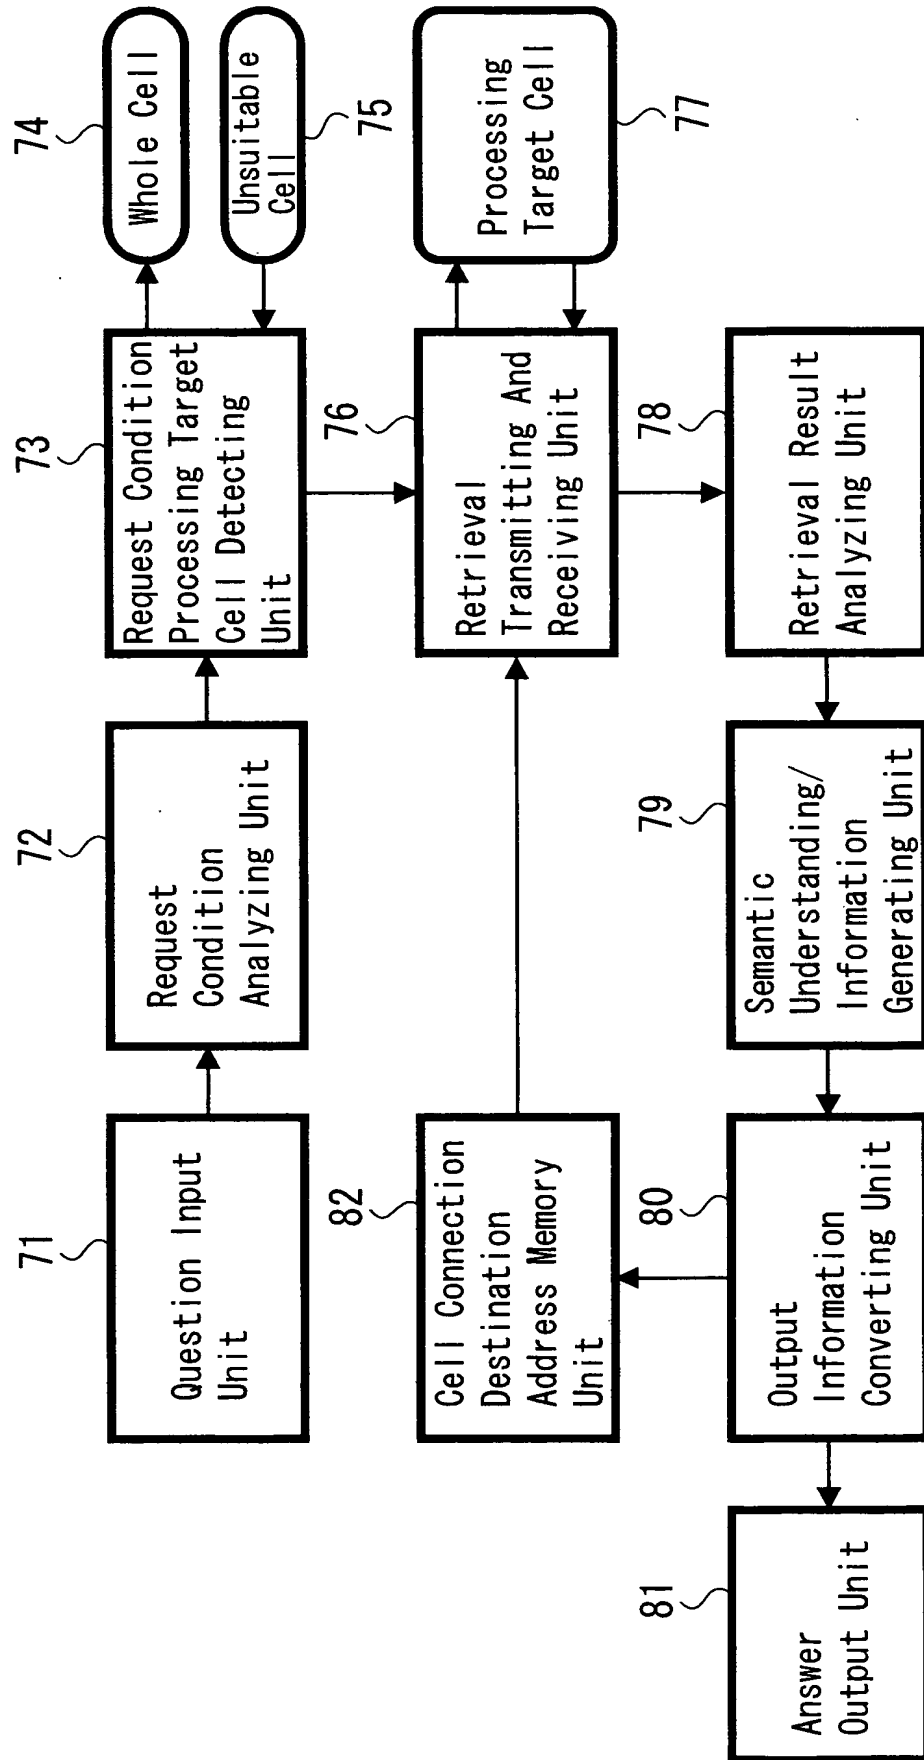 71
Question Input
Unit
72
Request
Condition
Analyzing Unit
73
Request Condition
Processing Target
Cell Detecting
Unit
74
Whole Cell
Unsuitable
Cell
75
82
Cell Connection
Destination
Address Memory
Unit
76
Retrieval
Transmitting And
Receiving Unit
Processing
Target Cell
77
81
Answer
Output Unit
80
Output
Information
Converting Unit
79
Semantic
Understanding/
Information
Generating Unit
78
Retrieval Result
Analyzing Unit